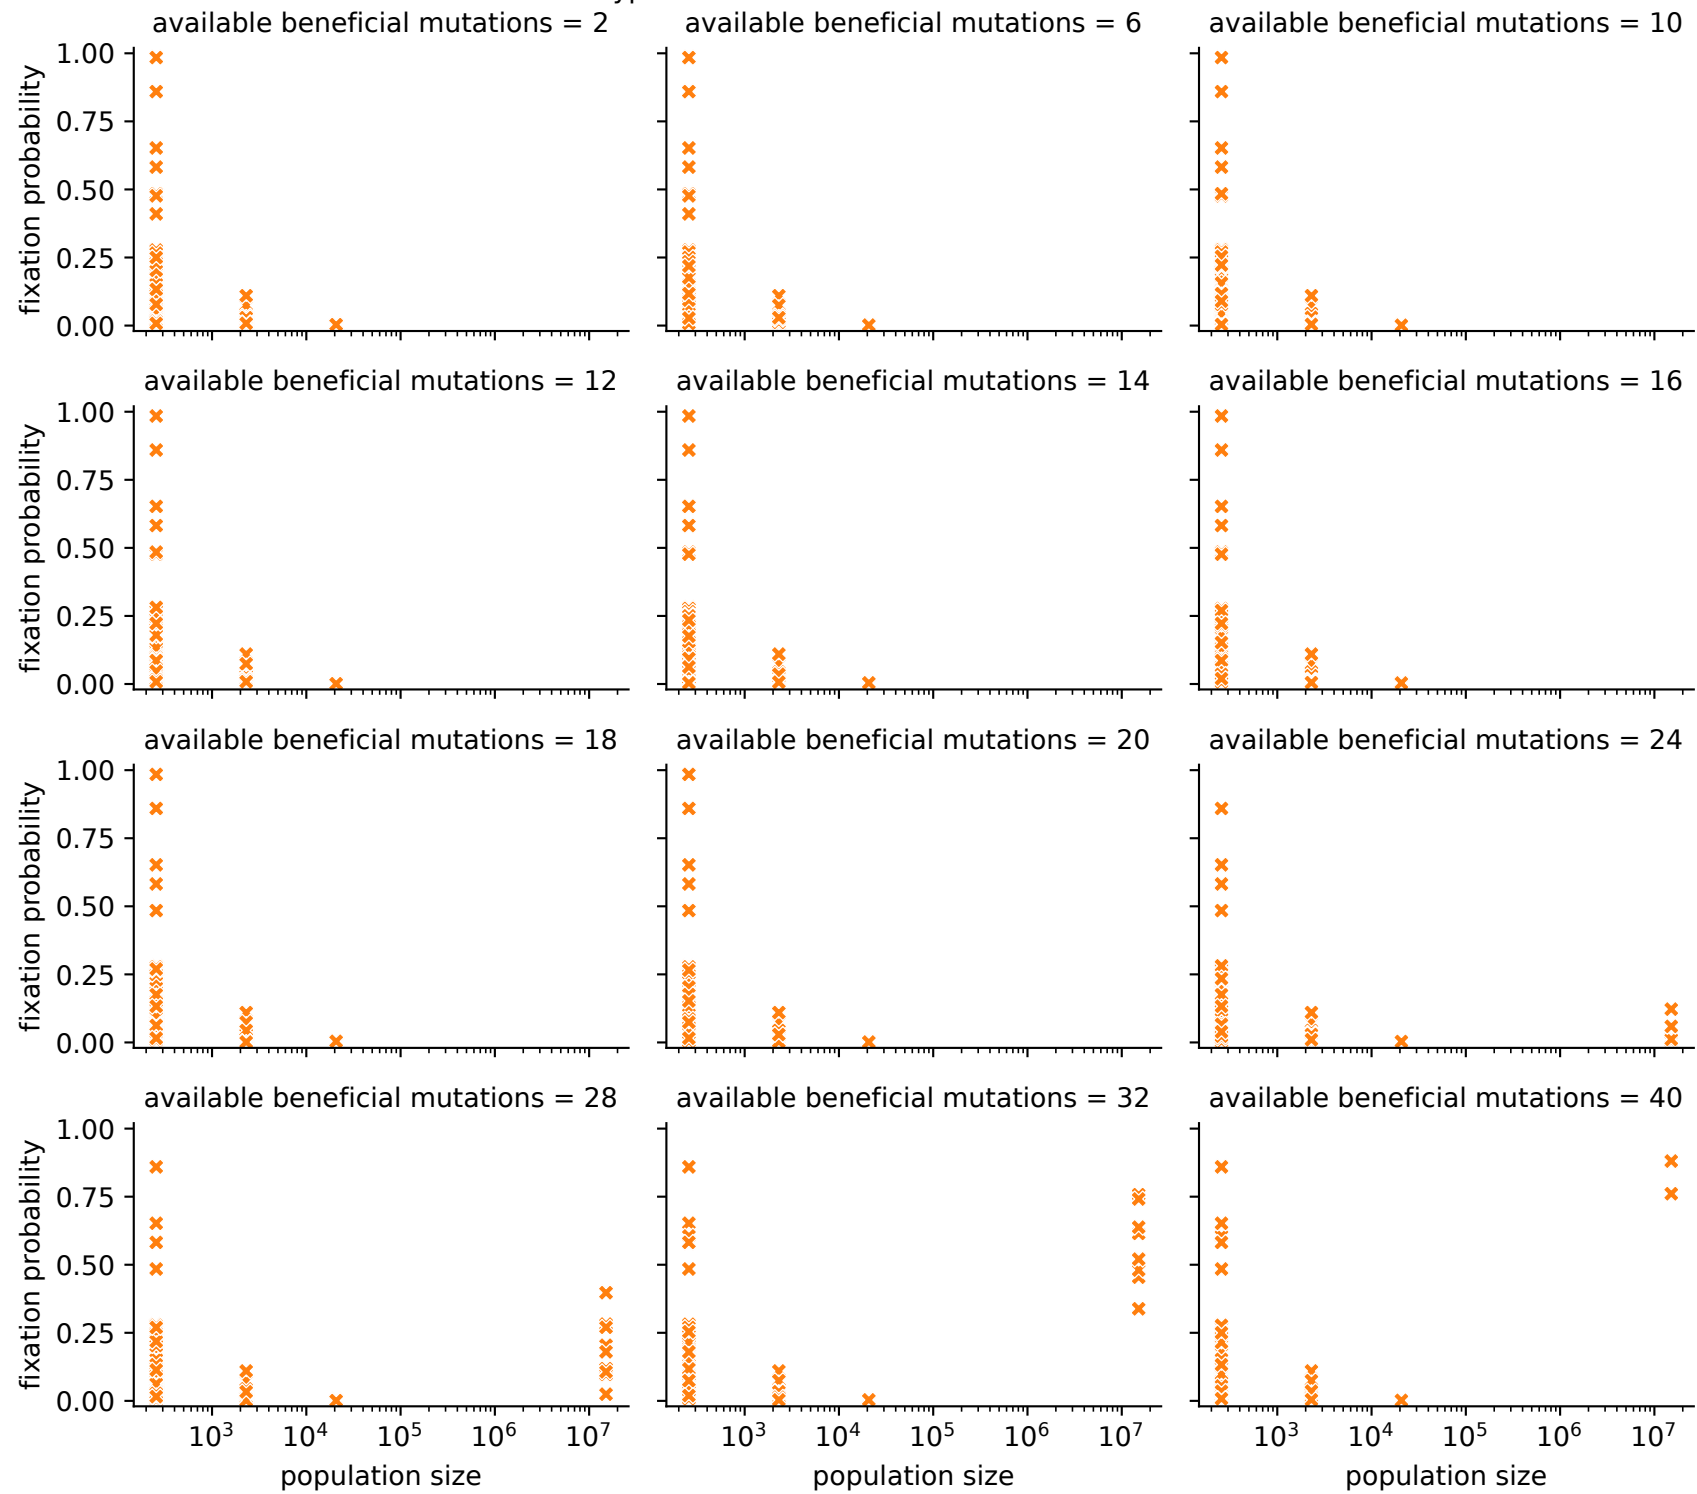 available beneficial mutations = 2
available beneficial mutations = 6
available beneficial mutations = 10
fixation probability
1.00
0.75
0.50
0.25
0.00
available beneficial mutations = 12
available beneficial mutations = 14
available beneficial mutations = 16
fixation probability
1.00
0.75
0.50
0.25
0.00
available beneficial mutations = 18
available beneficial mutations = 20
available beneficial mutations = 24
fixation probability
1.00
0.75
0.50
0.25
0.00
available beneficial mutations = 28
available beneficial mutations = 32
available beneficial mutations = 40
fixation probability
1.00
0.75
0.50
0.25
0.00
10³ 10⁴ 10⁵ 10⁶ 10⁷
10³ 10⁴ 10⁵ 10⁶ 10⁷
10³ 10⁴ 10⁵ 10⁶ 10⁷
population size
population size
population size